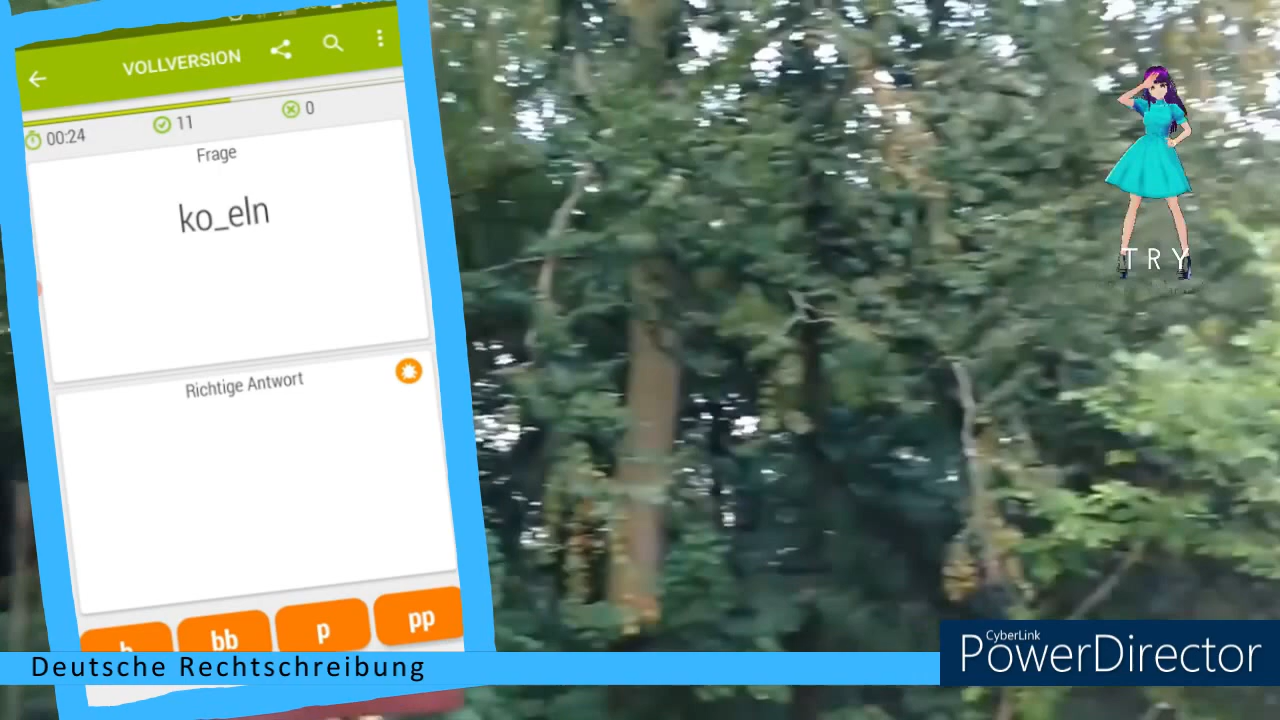 VOLLVERSION
00:24
11
0
Frage
ko_eln
Richtige Antwort
b
bb
p
pp
Deutsche Rechtschreibung
TRY
CyberLink
PowerDirector